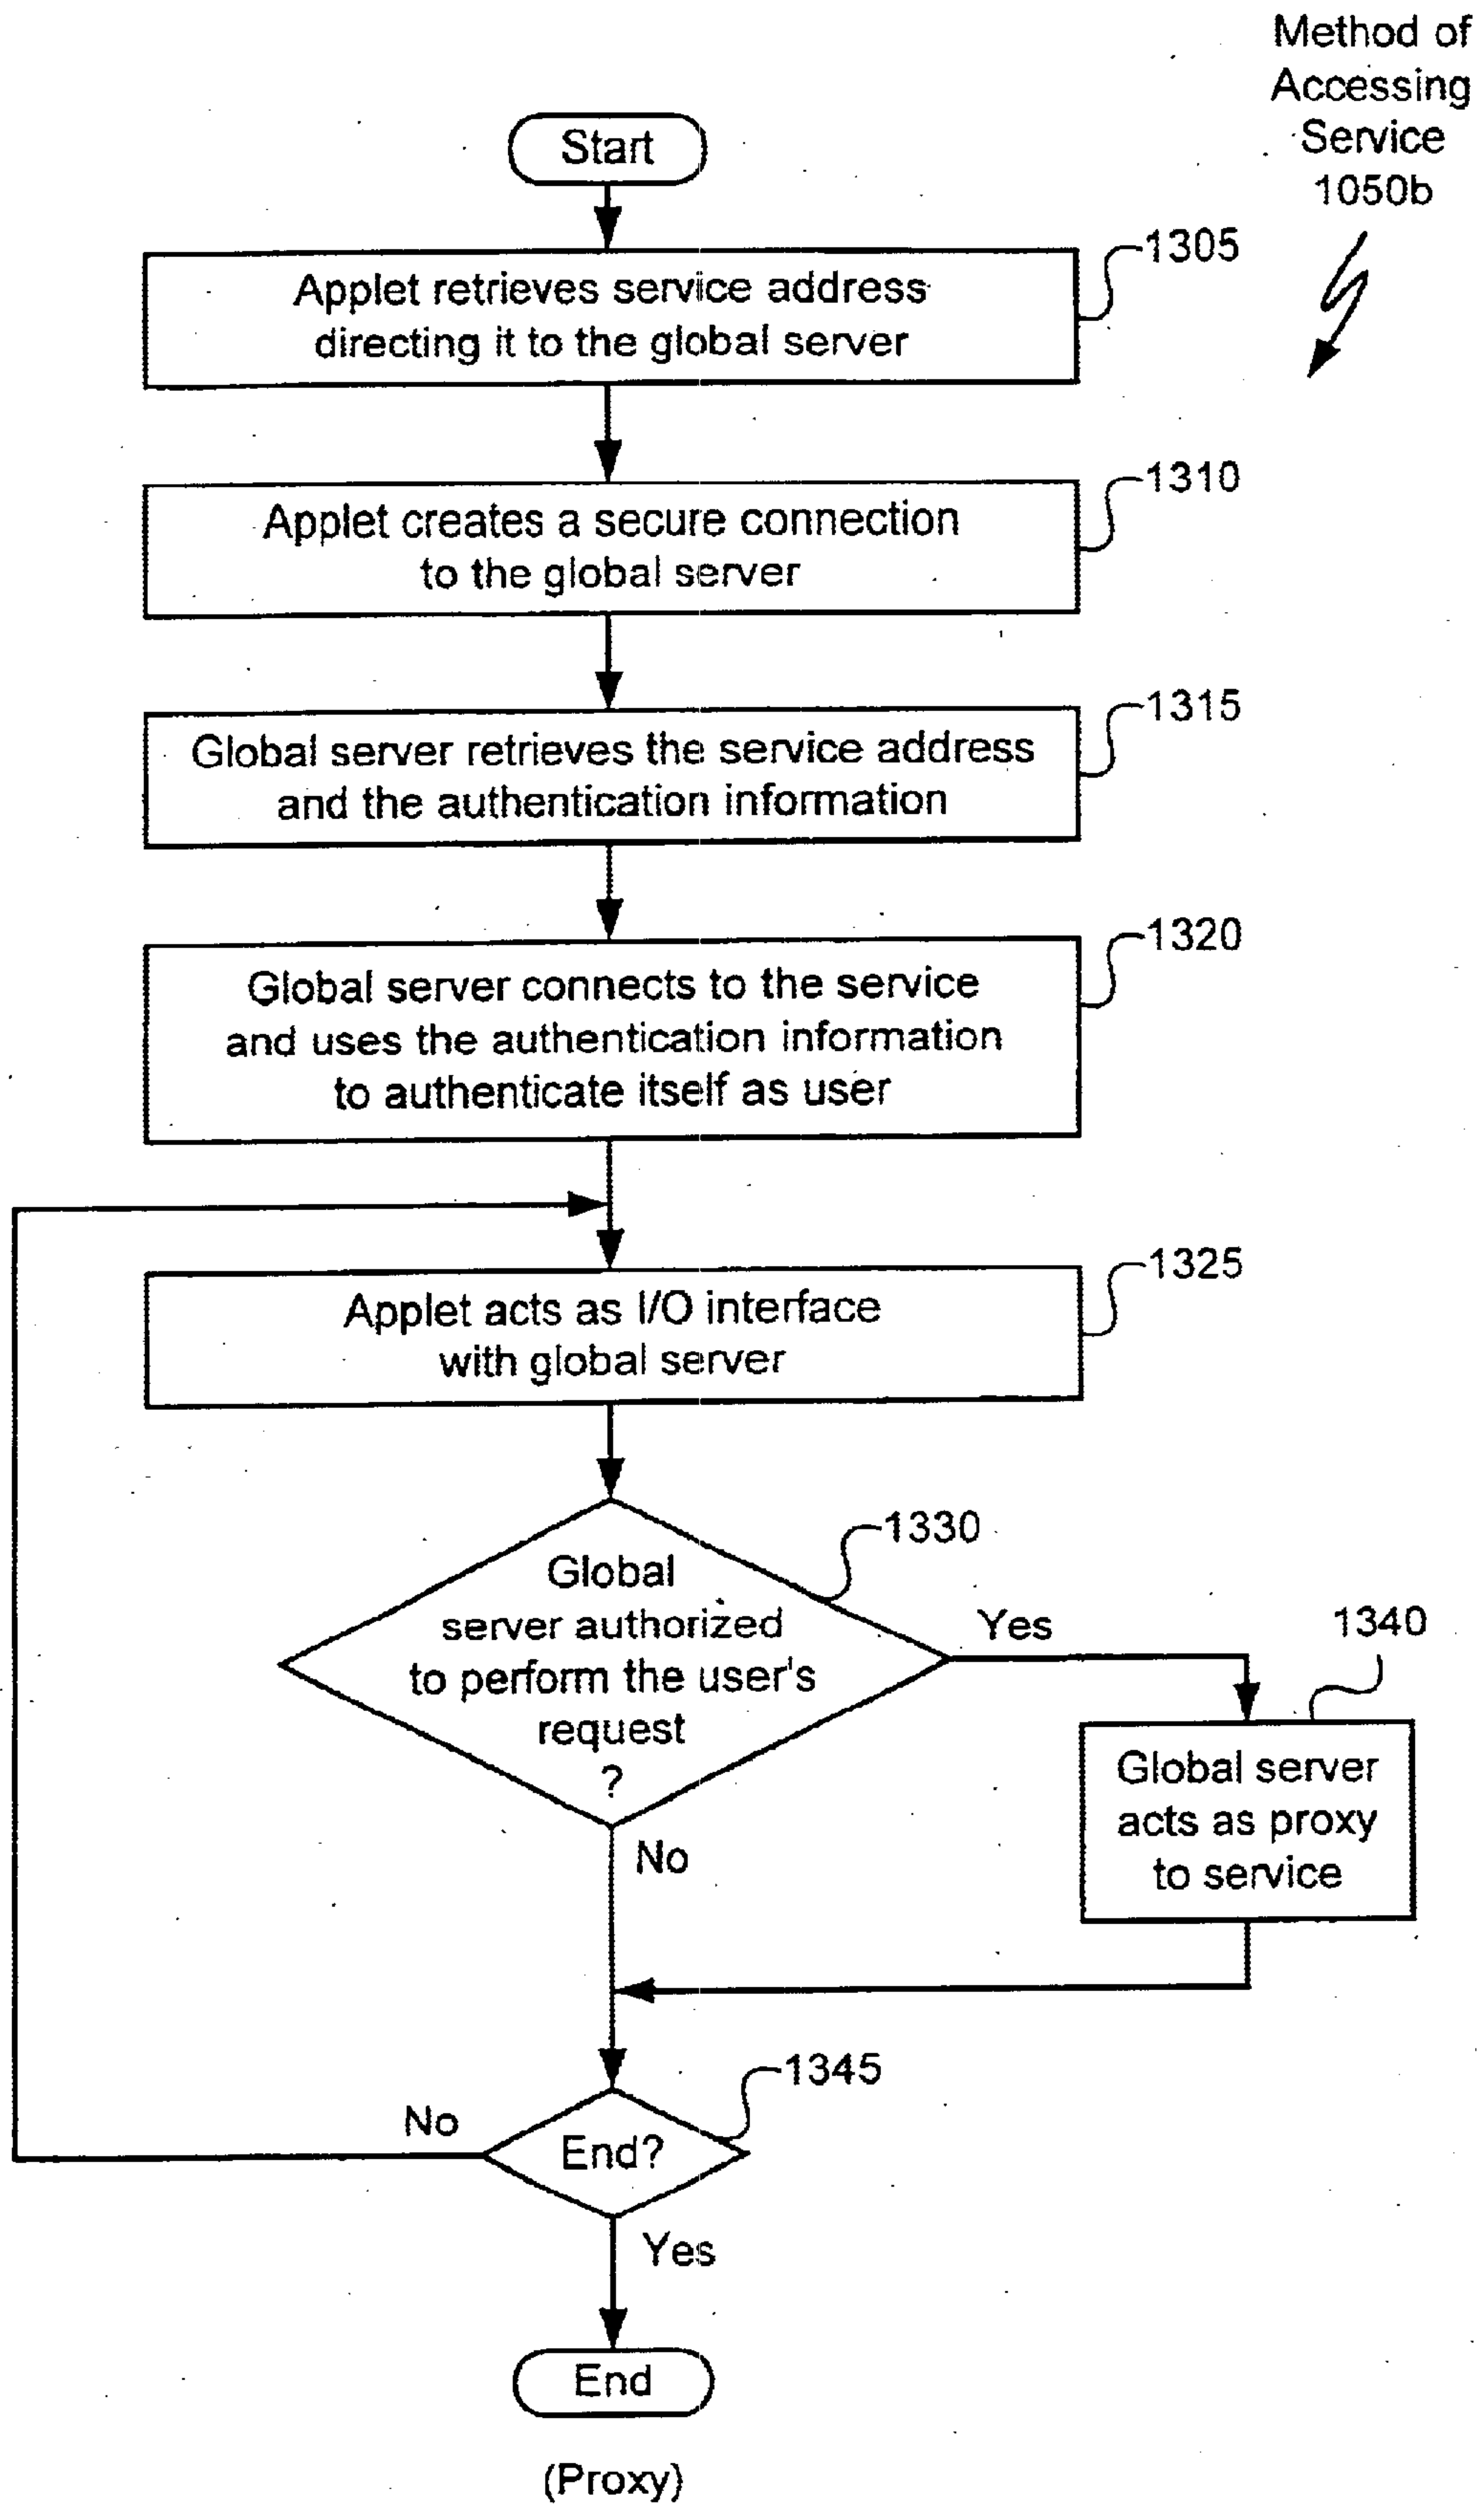 Method of
Accessing
Service
1050b
Start
1305
Applet retrieves service address
directing it to the global server
1310
Applet creates a secure connection
to the global server
1315
Global server retrieves the service address
and the authentication information
1320
Global server connects to the service
and uses the authentication information
to authenticate itself as user
1325
Applet acts as I/O interface
with global server
1330
Global
server authorized
to perform the user's
request
?
Yes
1340
Global server
acts as proxy
to service
No
1345
No
End?
Yes
End
(Proxy)